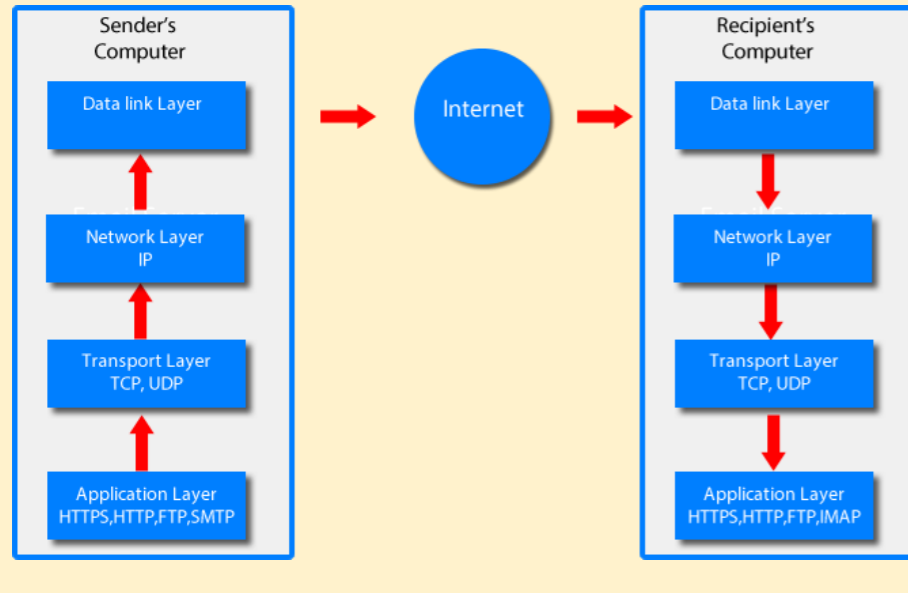 Sender's
Computer
Data link Layer
Network Layer
IP
Transport Layer
TCP, UDP
Application Layer
HTTPS,HTTP,FTP,SMTP
Internet
Recipient's
Computer
Data link Layer
Network Layer
IP
Transport Layer
TCP, UDP
Application Layer
HTTPS,HTTP,FTP,IMAP